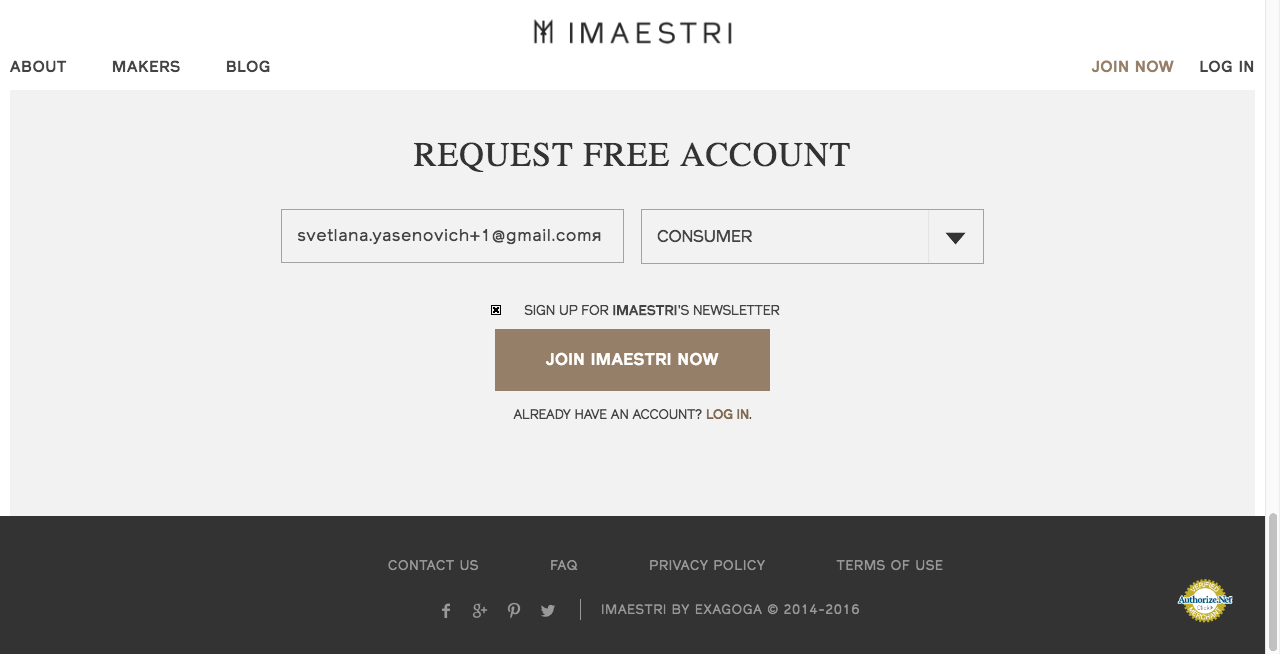 IMAESTRI
ABOUT MAKERS BLOG JOIN NOW LOG IN
REQUEST FREE ACCOUNT
svetlana.yasenovich+1@gmail.comя CONSUMER
SIGN UP FOR IMAESTRI'S NEWSLETTER
JOIN IMAESTRI NOW
ALREADY HAVE AN ACCOUNT? LOG IN.
CONTACT US FAQ PRIVACY POLICY TERMS OF USE
IMAESTRI BY EXAGOGA © 2014-2016
Authorize.Net
Click